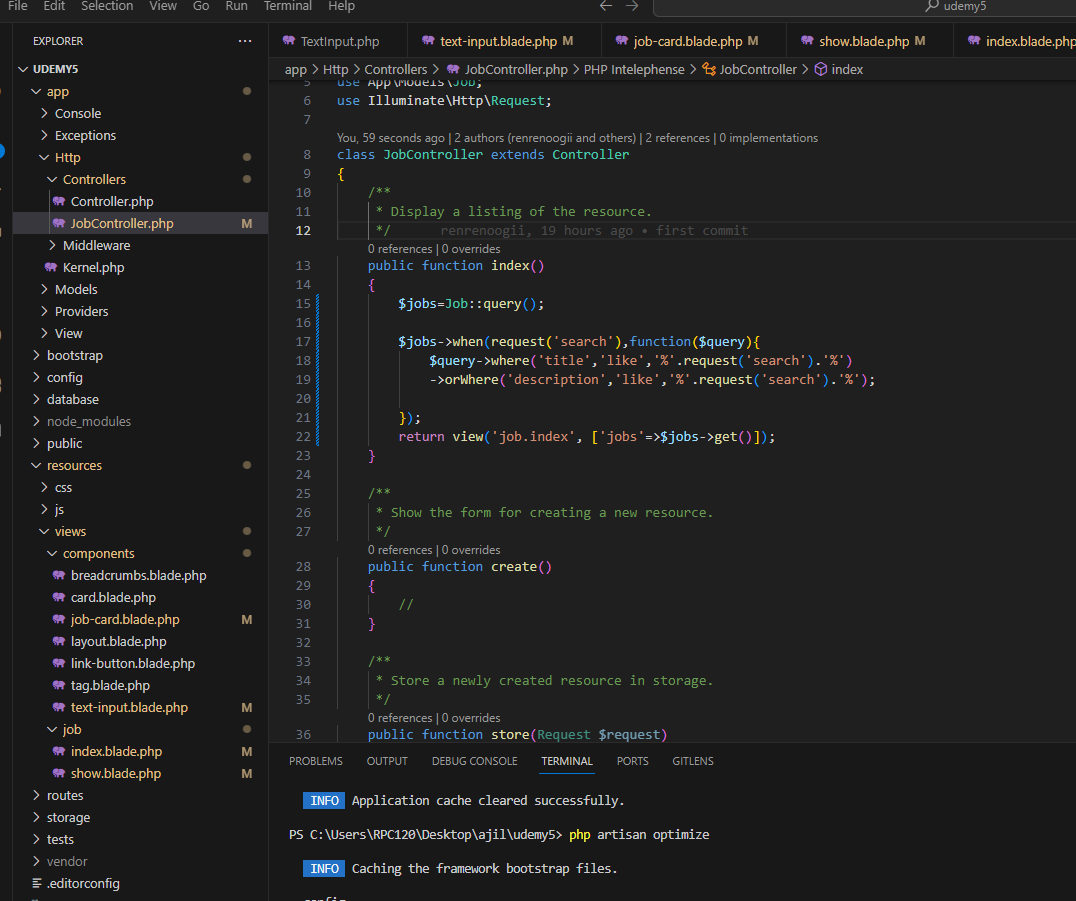 File Edit Selection View Go Run Terminal Help
udemy5
EXPLORER
TextInput.php
text-input.blade.php M
job-card.blade.php M
show.blade.php M
index.blade.php
app > Http > Controllers > JobController.php > PHP Intelephense > JobController > index
UDEMY5
app
Console
Exceptions
Http
Controllers
Controller.php
JobController.php M
Middleware
Kernel.php
Models
Providers
View
bootstrap
config
database
node_modules
public
resources
css
js
views
components
breadcrumbs.blade.php
card.blade.php
job-card.blade.php M
layout.blade.php
link-button.blade.php
tag.blade.php
text-input.blade.php M
job
index.blade.php M
show.blade.php M
routes
storage
tests
vendor
.editorconfig
5 use App\Models\Job;
6 use Illuminate\Http\Request;
7
You, 59 seconds ago | 2 authors (renrenoogii and others) | 2 references | 0 implementations
8 class JobController extends Controller
9 {
10 /**
11 * Display a listing of the resource.
12 */ renrenoogii, 19 hours ago • first commit
0 references | 0 overrides
13 public function index()
14 {
15 $jobs=Job::query();
16
17 $jobs->when(request('search'),function($query){
18 $query->where('title','like','%'.request('search').'%')
19 ->orWhere('description','like','%'.request('search').'%');
20
21 });
22 return view('job.index', ['jobs'=>$jobs->get()]);
23 }
24
25 /**
26 * Show the form for creating a new resource.
27 */
0 references | 0 overrides
28 public function create()
29 {
30 //
31 }
32
33 /**
34 * Store a newly created resource in storage.
35 */
0 references | 0 overrides
36 public function store(Request $request)
PROBLEMS OUTPUT DEBUG CONSOLE TERMINAL PORTS GITLENS
INFO Application cache cleared successfully.
PS C:\Users\RPC120\Desktop\ajil\udemy5> php artisan optimize
INFO Caching the framework bootstrap files.
config